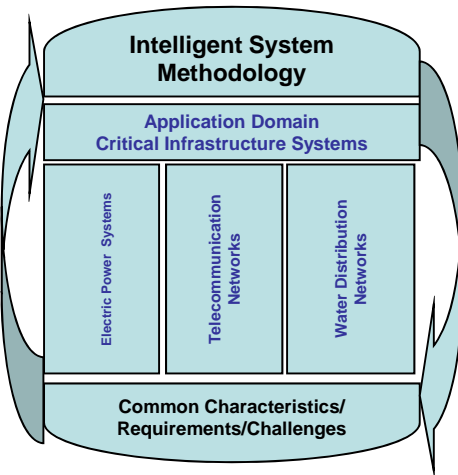 Intelligent System
Methodology
Application Domain
Critical Infrastructure Systems
Electric Power Systems
Telecommunication
Networks
Water Distribution
Networks
Common Characteristics/
Requirements/Challenges